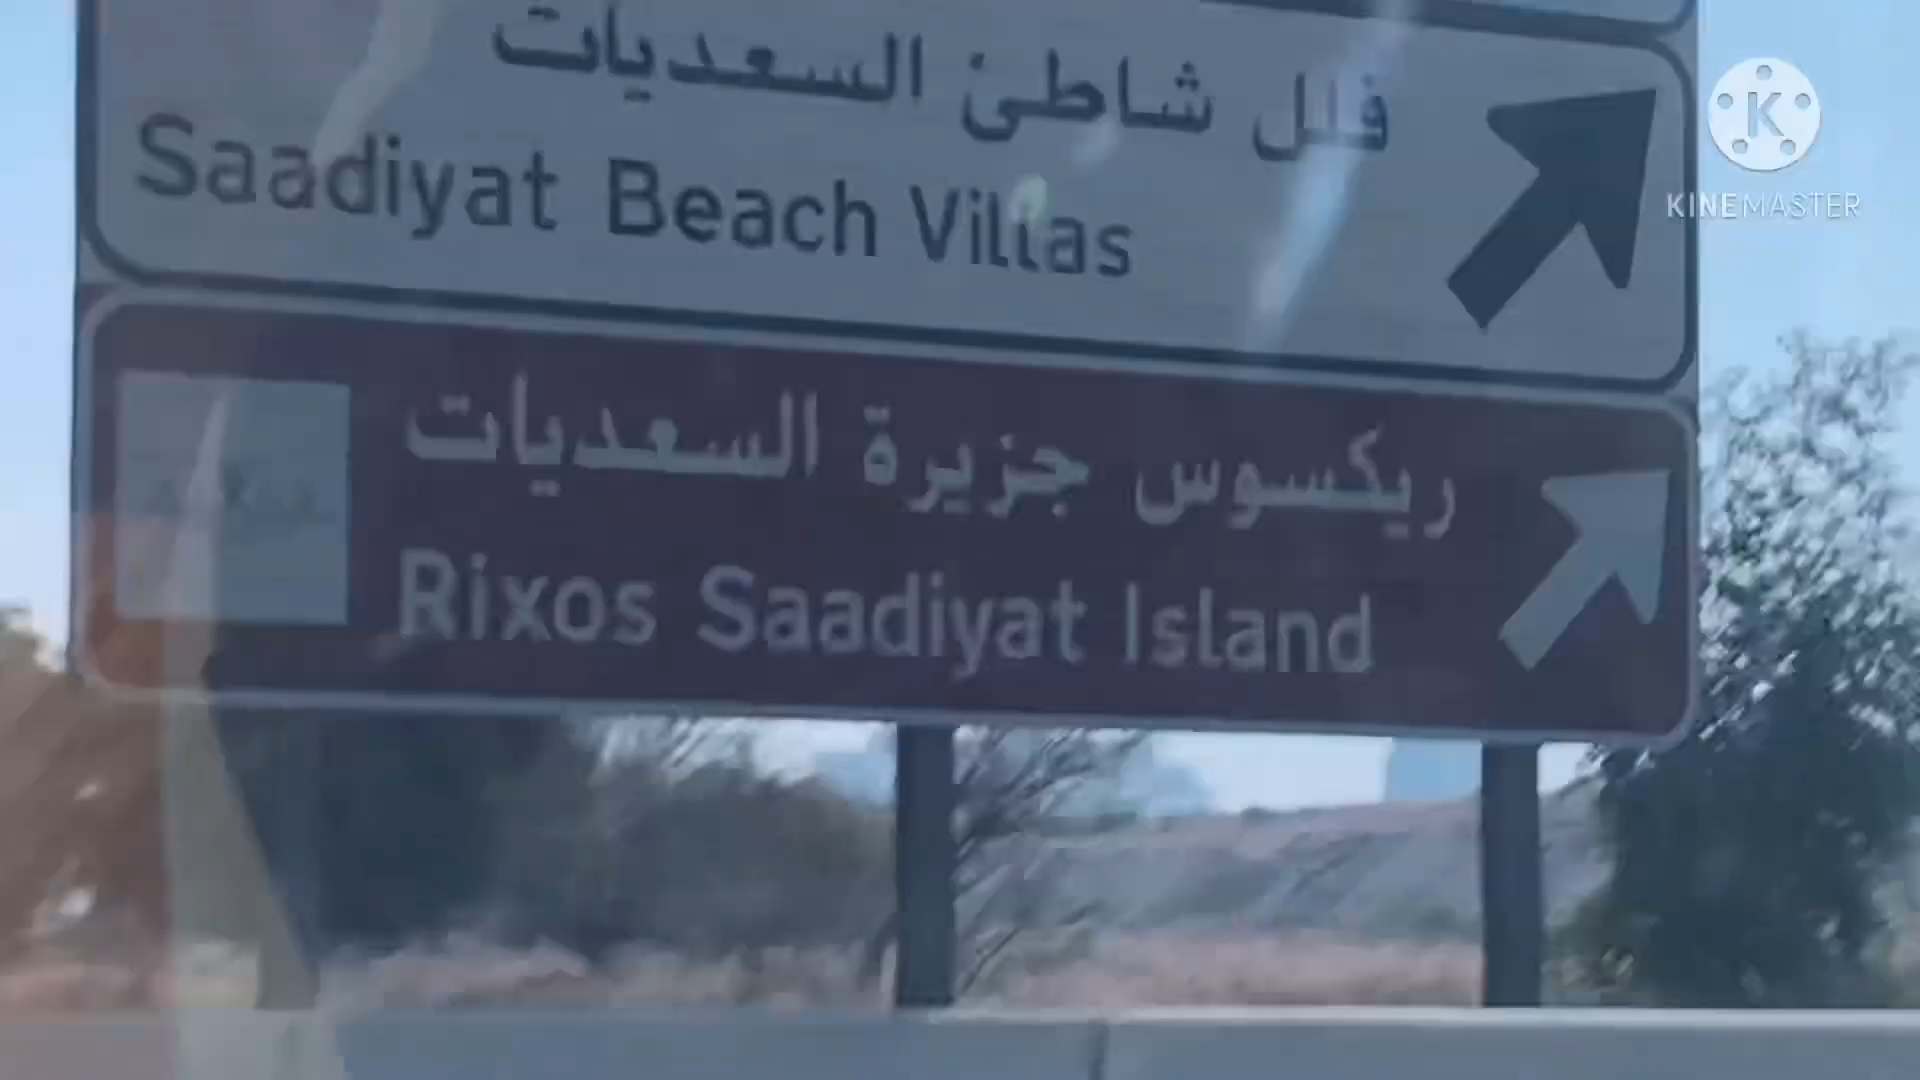 فلل شاطئ السعديات
Saadiyat Beach Villas
ريكسوس جزيرة السعديات
Rixos Saadiyat Island
K
KINEMASTER